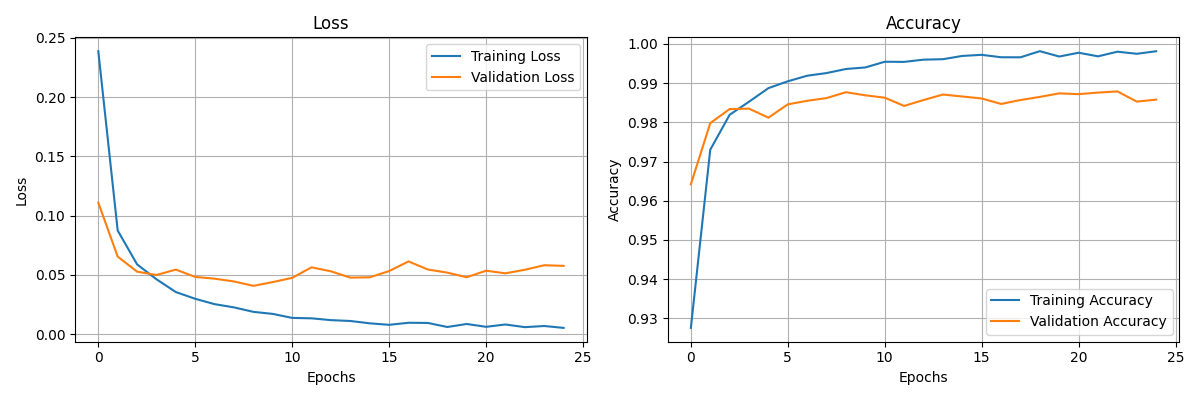 Loss
0.25
0.20
0.15
0.10
0.05
0.00
Loss
Training Loss
Validation Loss
0 5 10 15 20 25
Epochs
Accuracy
1.00
0.99
0.98
0.97
0.96
0.95
0.94
0.93
Accuracy
Training Accuracy
Validation Accuracy
0 5 10 15 20 25
Epochs